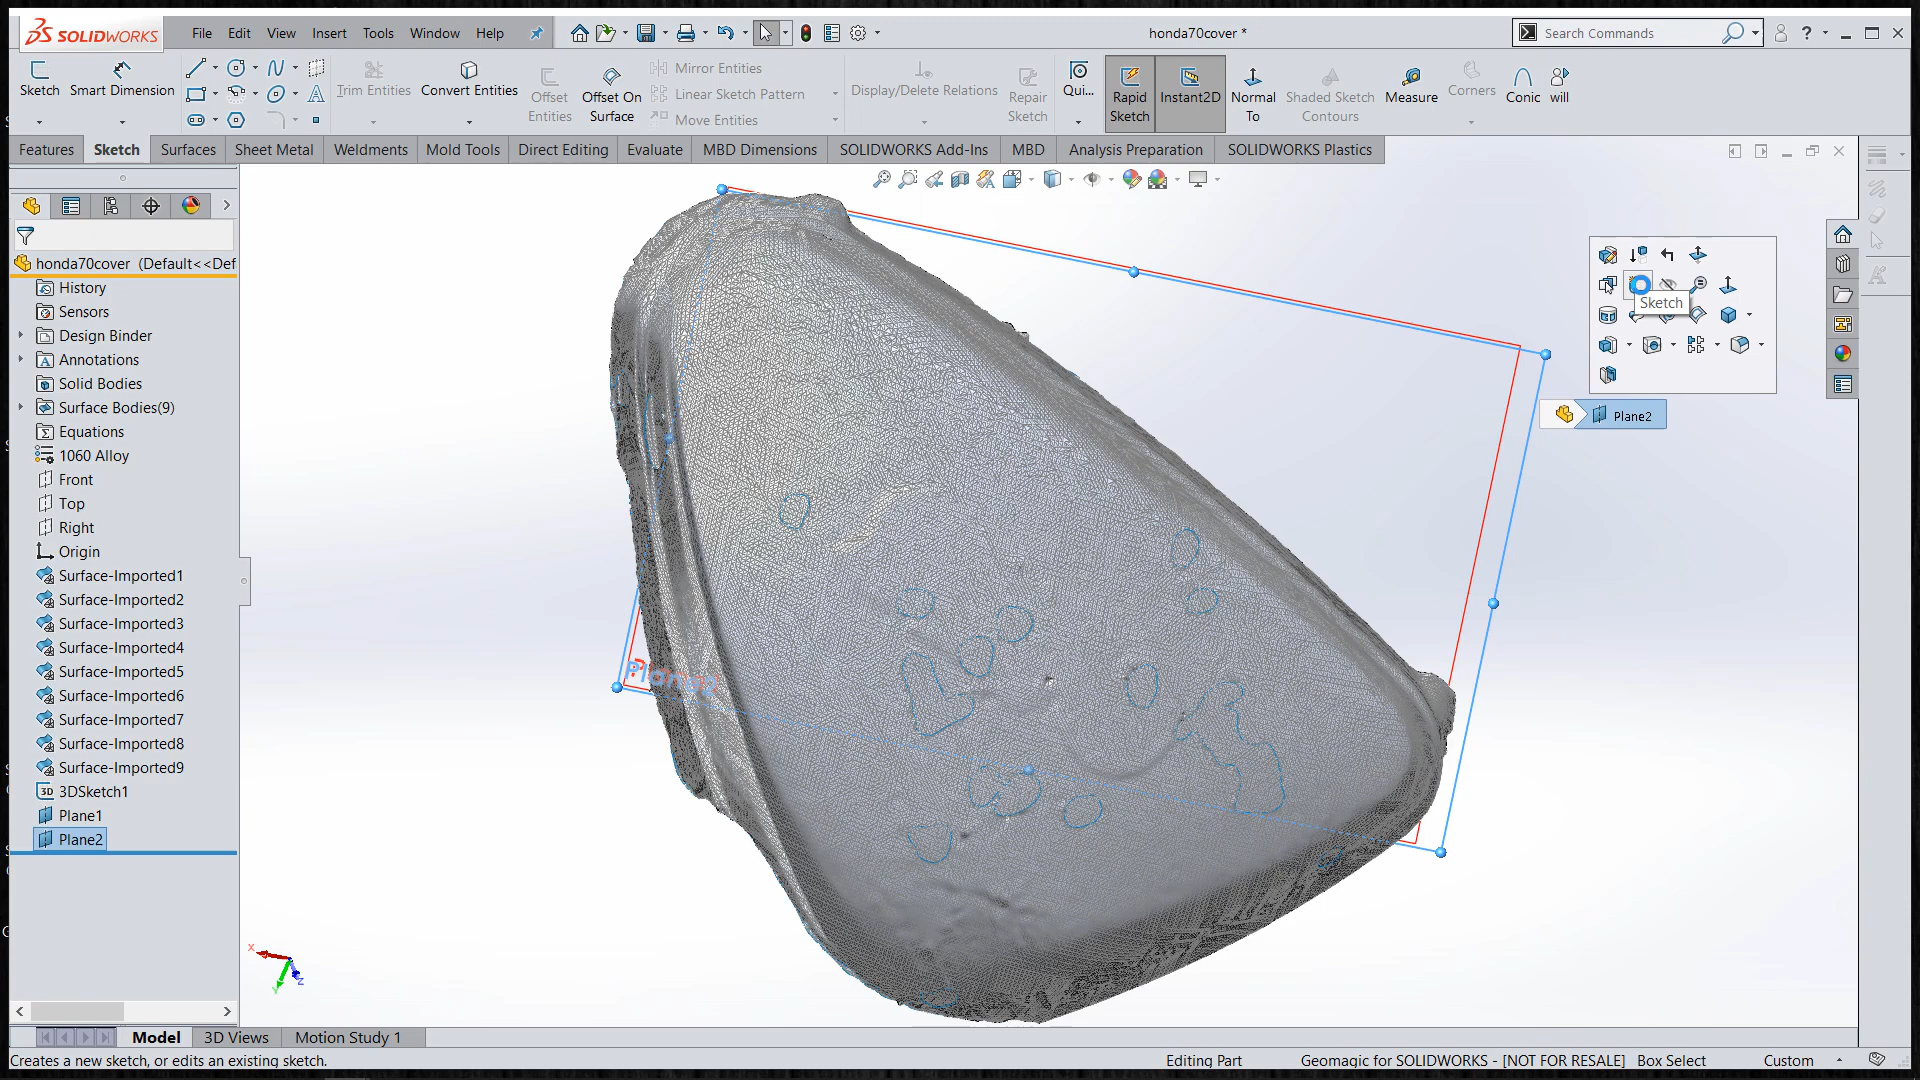 SOLIDWORKS File Edit View Insert Tools Window Help honda70cover * Search Commands ?
Sketch Smart Dimension Trim Entities Convert Entities Offset Entities Offset On Surface Mirror Entities Linear Sketch Pattern Move Entities Display/Delete Relations Repair Sketch Qui... Rapid Sketch Instant2D Normal To Shaded Sketch Contours Measure Corners Conic will
Features Sketch Surfaces Sheet Metal Weldments Mold Tools Direct Editing Evaluate MBD Dimensions SOLIDWORKS Add-Ins MBD Analysis Preparation SOLIDWORKS Plastics
honda70cover (Default<<Def
History
Sensors
Design Binder
Annotations
Solid Bodies
Surface Bodies(9)
Equations
1060 Alloy
Front
Top
Right
Origin
Surface-Imported1
Surface-Imported2
Surface-Imported3
Surface-Imported4
Surface-Imported5
Surface-Imported6
Surface-Imported7
Surface-Imported8
Surface-Imported9
3D 3DSketch1
Plane1
Plane2
Sketch
Plane2
Plane2
X
Y
Z
Model 3D Views Motion Study 1
Creates a new sketch, or edits an existing sketch. Editing Part Geomagic for SOLIDWORKS - [NOT FOR RESALE] Box Select Custom